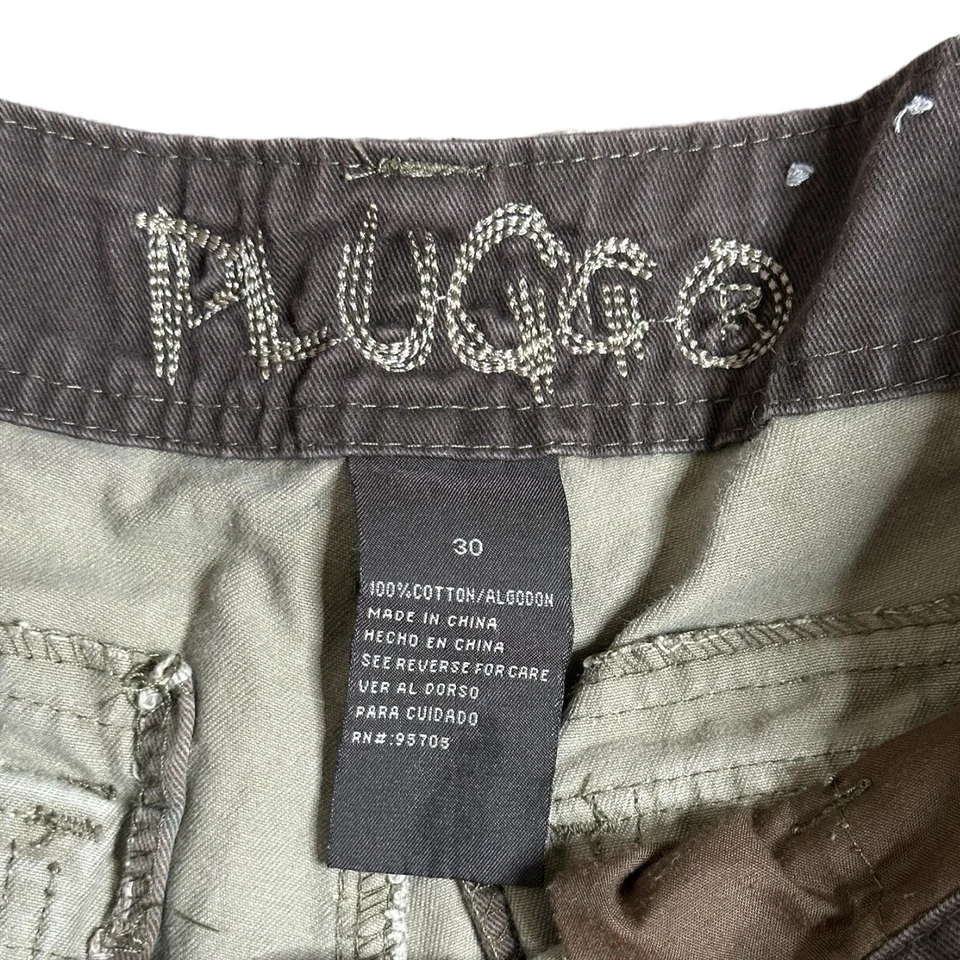 PLUGG®
30
100%COTTON/ALGODON
MADE IN CHINA
HECHO EN CHINA
SEE REVERSE FOR CARE
VER AL DORSO
PARA CUIDADO
RN#:95705